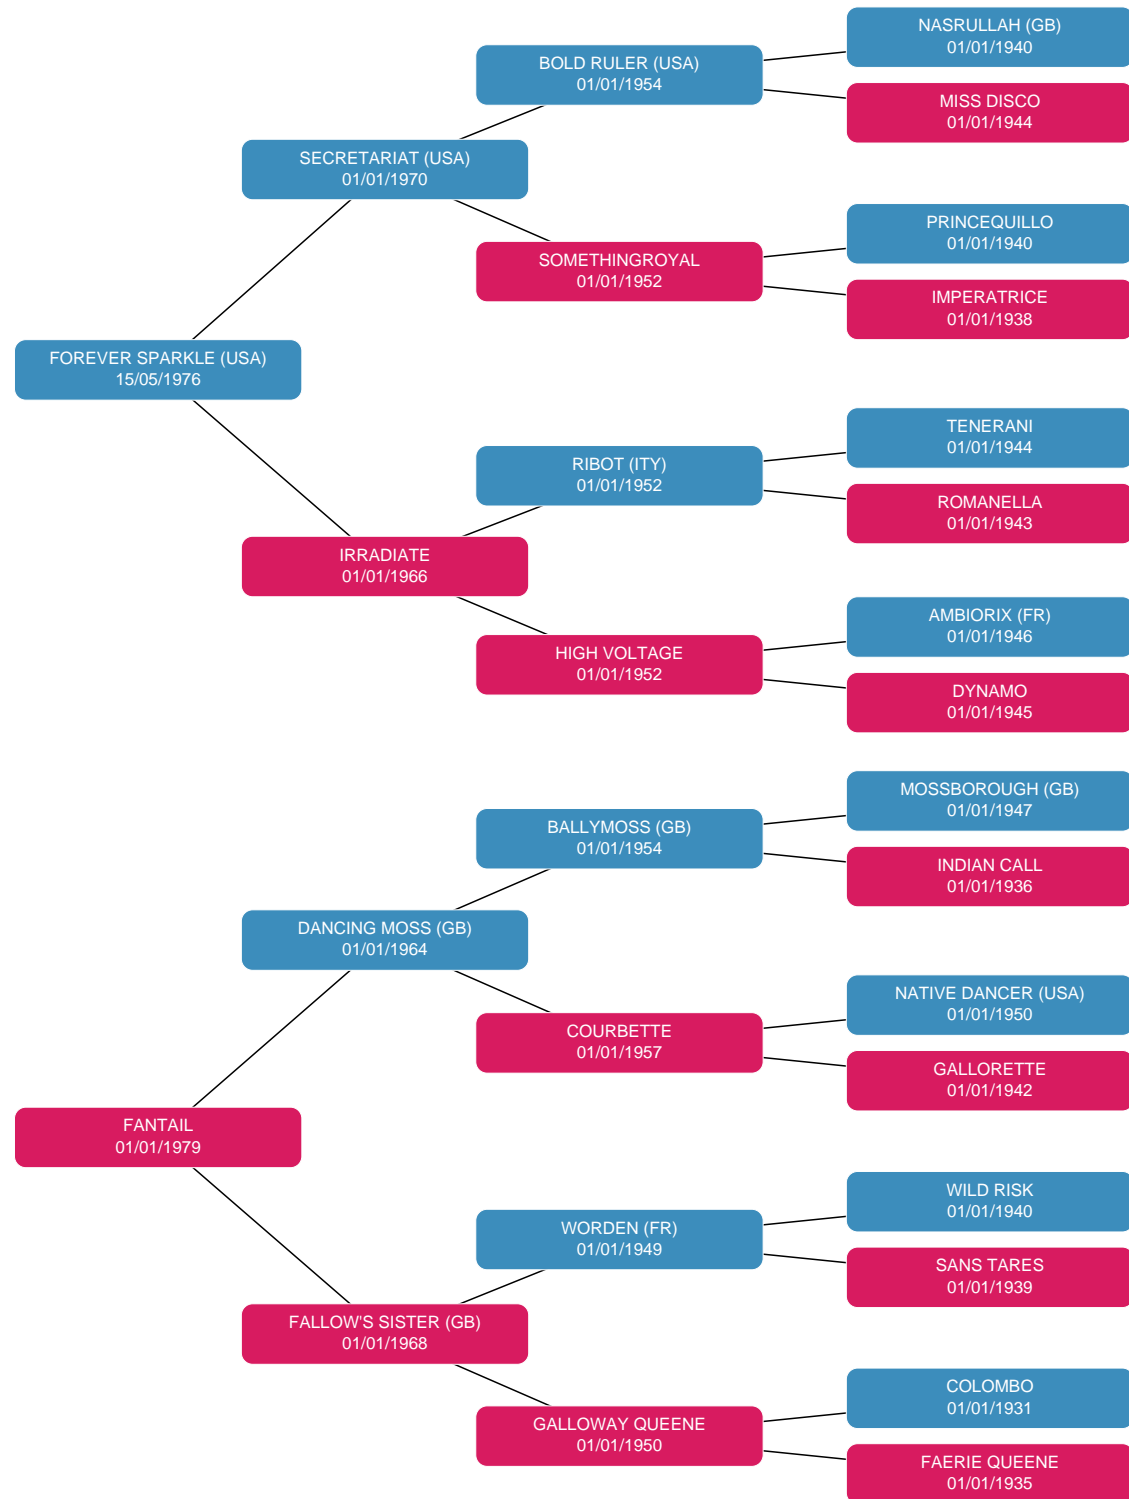 NASRULLAH (GB)
01/01/1940
BOLD RULER (USA)
01/01/1954
MISS DISCO
01/01/1944
SECRETARIAT (USA)
01/01/1970
PRINCEQUILLO
01/01/1940
SOMETHINGROYAL
01/01/1952
IMPERATRICE
01/01/1938
FOREVER SPARKLE (USA)
15/05/1976
TENERANI
01/01/1944
RIBOT (ITY)
01/01/1952
ROMANELLA
01/01/1943
IRRADIATE
01/01/1966
AMBIORIX (FR)
01/01/1946
HIGH VOLTAGE
01/01/1952
DYNAMO
01/01/1945
MOSSBOROUGH (GB)
01/01/1947
BALLYMOSS (GB)
01/01/1954
INDIAN CALL
01/01/1936
DANCING MOSS (GB)
01/01/1964
NATIVE DANCER (USA)
01/01/1950
COURBETTE
01/01/1957
GALLORETTE
01/01/1942
FANTAIL
01/01/1979
WILD RISK
01/01/1940
WORDEN (FR)
01/01/1949
SANS TARES
01/01/1939
FALLOW'S SISTER (GB)
01/01/1968
COLOMBO
01/01/1931
GALLOWAY QUEENE
01/01/1950
FAERIE QUEENE
01/01/1935